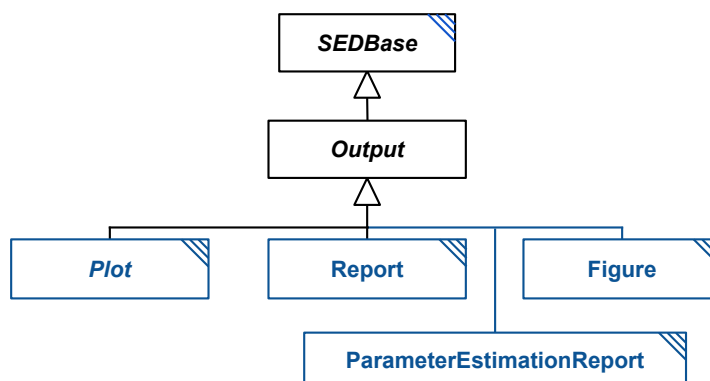 SEDBase
Output
Plot
Report
Figure
ParameterEstimationReport